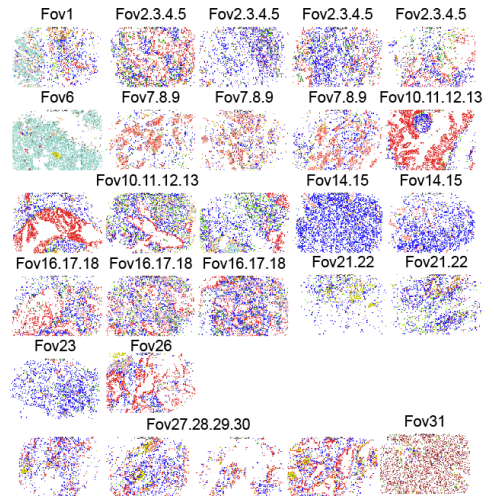 Fov1 Fov2.3.4.5 Fov2.3.4.5 Fov2.3.4.5 Fov2.3.4.5
Fov6 Fov7.8.9 Fov7.8.9 Fov7.8.9 Fov10.11.12.13
Fov10.11.12.13 Fov14.15 Fov14.15
Fov16.17.18 Fov16.17.18 Fov16.17.18 Fov21.22 Fov21.22
Fov23 Fov26
Fov27.28.29.30 Fov31